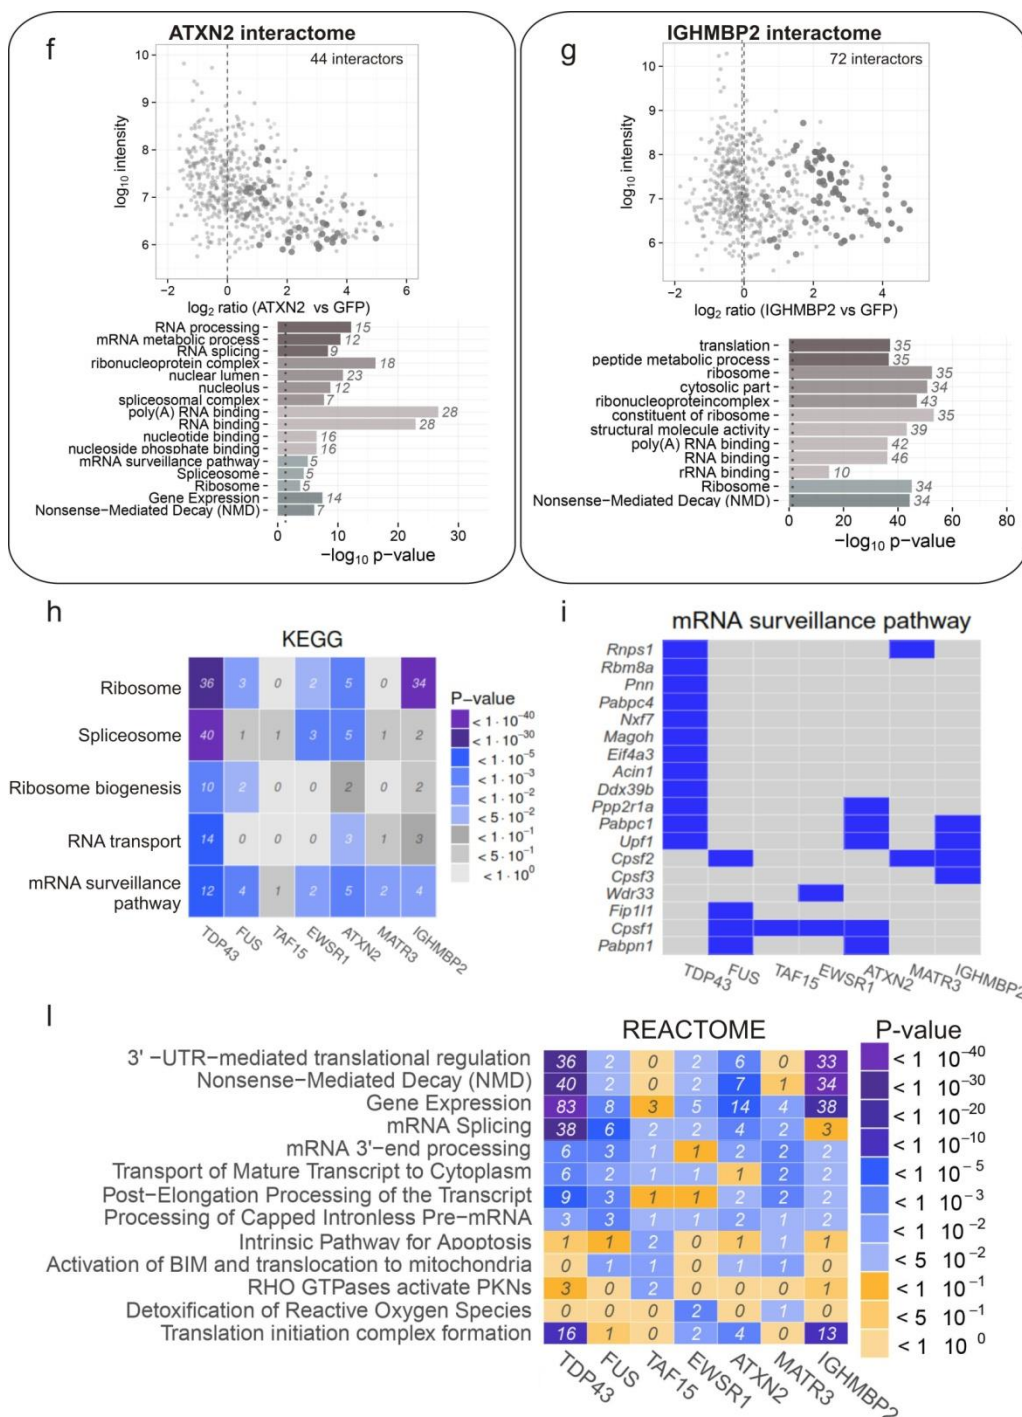 f
ATXN2 interactome
44 interactors
10
9
8
7
6
log10 intensity
−2 0 2 4 6
log2 ratio (ATXN2 vs GFP)
RNA processing 15
mRNA metabolic process 12
RNA splicing 9
ribonucleoprotein complex 18
nuclear lumen 23
nucleolus 12
spliceosomal complex 7
poly(A) RNA binding 28
RNA binding 28
nucleotide binding 16
nucleoside phosphate binding 16
mRNA surveillance pathway 5
Spliceosome 5
Ribosome 5
Gene Expression 14
Nonsense−Mediated Decay (NMD) 7
0 10 20 30
−log10 p−value
g
IGHMBP2 interactome
72 interactors
10
9
8
7
6
log10 intensity
−2 0 2 4
log2 ratio (IGHMBP2 vs GFP)
translation 35
peptide metabolic process 35
ribosome 35
cytosolic part 34
ribonucleoproteincomplex 43
constituent of ribosome 35
structural molecule activity 39
poly(A) RNA binding 42
RNA binding 46
rRNA binding 10
Ribosome 34
Nonsense−Mediated Decay (NMD) 34
0 20 40 60 80
−log10 p−value
h
KEGG
Ribosome 36 3 0 2 5 0 34
Spliceosome 40 1 1 3 5 1 2
Ribosome biogenesis 10 2 0 0 2 0 2
RNA transport 14 0 0 0 3 1 3
mRNA surveillance
pathway 12 4 1 2 5 2 4
TDP43 FUS TAF15 EWSR1 ATXN2 MATR3 IGHMBP2
P−value
< 1 · 10−40
< 1 · 10−30
< 1 · 10−5
< 1 · 10−3
< 1 · 10−2
< 5 · 10−2
< 1 · 10−1
< 5 · 10−1
< 1 · 100
i
mRNA surveillance pathway
Rnps1
Rbm8a
Pnn
Pabpc4
Nxf7
Magoh
Eif4a3
Acin1
Ddx39b
Ppp2r1a
Pabpc1
Upf1
Cpsf2
Cpsf3
Wdr33
Fip1l1
Cpsf1
Pabpn1
TDP43 FUS TAF15 EWSR1 ATXN2 MATR3 IGHMBP2
l
REACTOME
3' −UTR−mediated translational regulation 36 2 0 2 6 0 33
Nonsense−Mediated Decay (NMD) 40 2 0 2 7 1 34
Gene Expression 83 8 3 5 14 4 38
mRNA Splicing 38 6 2 2 4 2 3
mRNA 3'−end processing 6 3 1 1 2 2 2
Transport of Mature Transcript to Cytoplasm 6 2 1 1 1 2 2
Post−Elongation Processing of the Transcript 9 3 1 1 2 2 2
Processing of Capped Intronless Pre−mRNA 3 3 1 1 2 1 2
Intrinsic Pathway for Apoptosis 1 1 2 0 1 1 1
Activation of BIM and translocation to mitochondria 0 1 1 0 1 1 0
RHO GTPases activate PKNs 3 0 2 0 0 0 1
Detoxification of Reactive Oxygen Species 0 0 0 2 0 1 0
Translation initiation complex formation 16 1 0 2 4 0 13
TDP43 FUS TAF15 EWSR1 ATXN2 MATR3 IGHMBP2
P−value
< 1 10−40
< 1 10−30
< 1 10−20
< 1 10−10
< 1 10−5
< 1 10−3
< 1 10−2
< 5 10−2
< 1 10−1
< 5 10−1
< 1 100